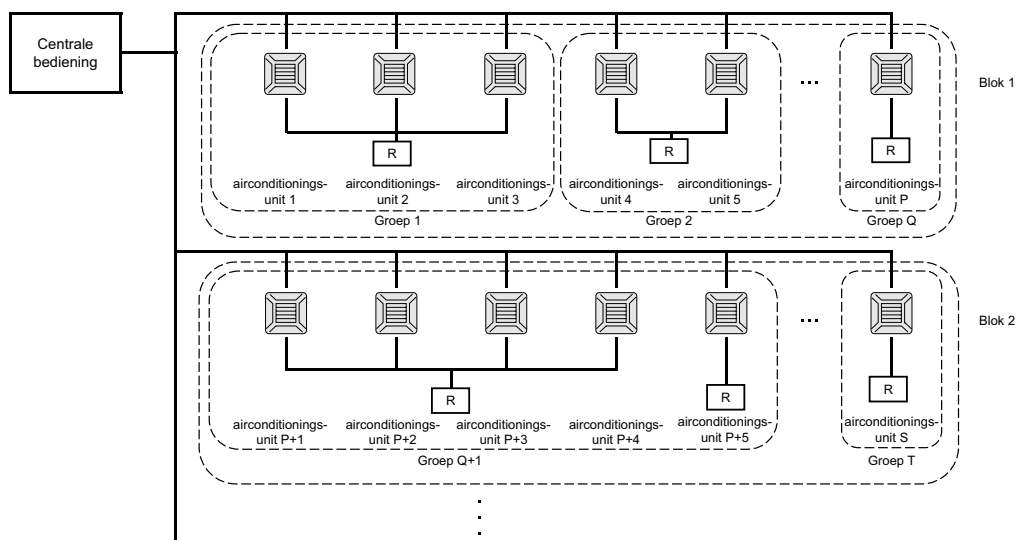 Centrale
bediening
Blok 1
R
R
R
airconditionings-
unit 1
airconditionings-
unit 2
airconditionings-
unit 3
airconditionings-
unit 4
airconditionings-
unit 5
airconditionings-
unit P
...
Groep 1
Groep 2
Groep Q
Blok 2
...
R
R
R
airconditionings-
unit P+1
airconditionings-
unit P+2
airconditionings-
unit P+3
airconditionings-
unit P+4
airconditionings-
unit P+5
airconditionings-
unit S
Groep Q+1
Groep T